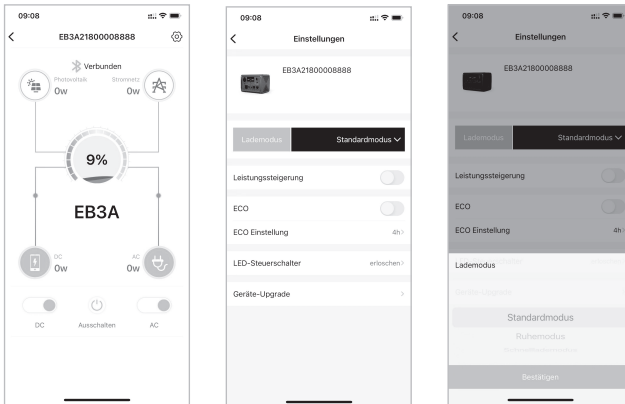 09:08
EB3A21800008888
Verbunden
Photovoltaik
0w
Stromnetz
0w
9%
EB3A
DC
0w
AC
0w
DC
Ausschalten
AC
09:08
Einstellungen
EB3A21800008888
Lademodus
Standardmodus
Leistungssteigerung
ECO
ECO Einstellung
4h
LED-Steuerschalter
erloschen
Geräte-Upgrade
09:08
Einstellungen
EB3A21800008888
Lademodus
Standardmodus
Leistungssteigerung
ECO
ECO Einstellung
4h
Lademodus
Standardmodus
Ruhemodus
Bestätigen